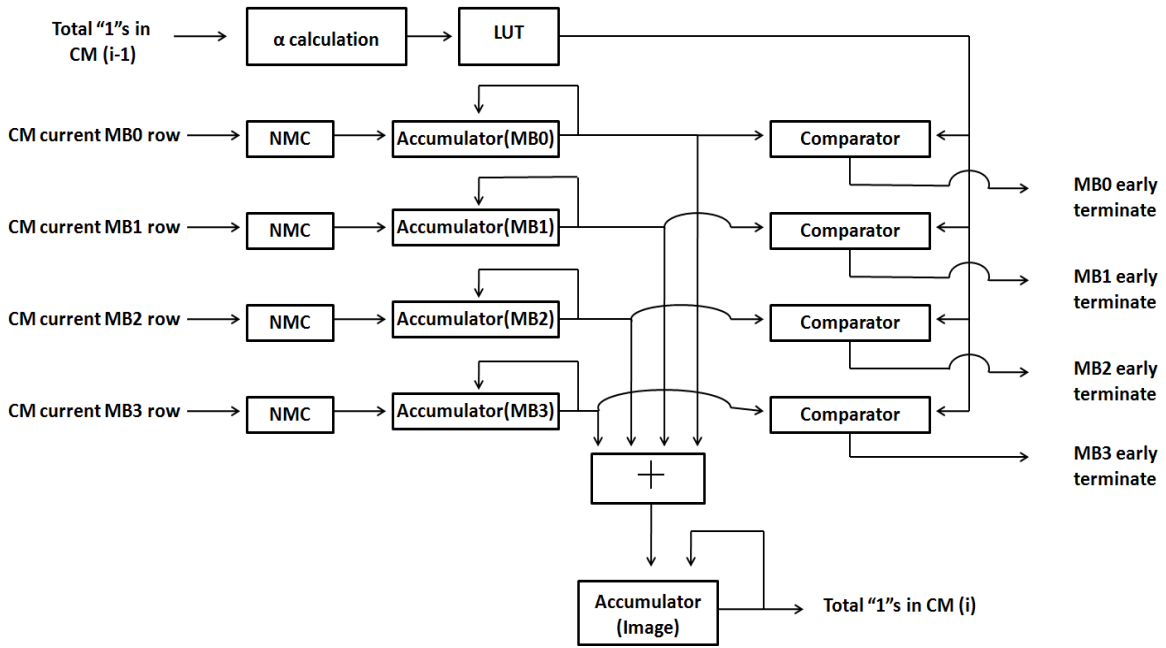 Total “1”s in
CM (i-1)
α calculation
LUT
CM current MB0 row
NMC
Accumulator(MB0)
Comparator
MB0 early
terminate
CM current MB1 row
NMC
Accumulator(MB1)
Comparator
MB1 early
terminate
CM current MB2 row
NMC
Accumulator(MB2)
Comparator
MB2 early
terminate
CM current MB3 row
NMC
Accumulator(MB3)
Comparator
MB3 early
terminate
+
Accumulator
(Image)
Total “1”s in CM (i)